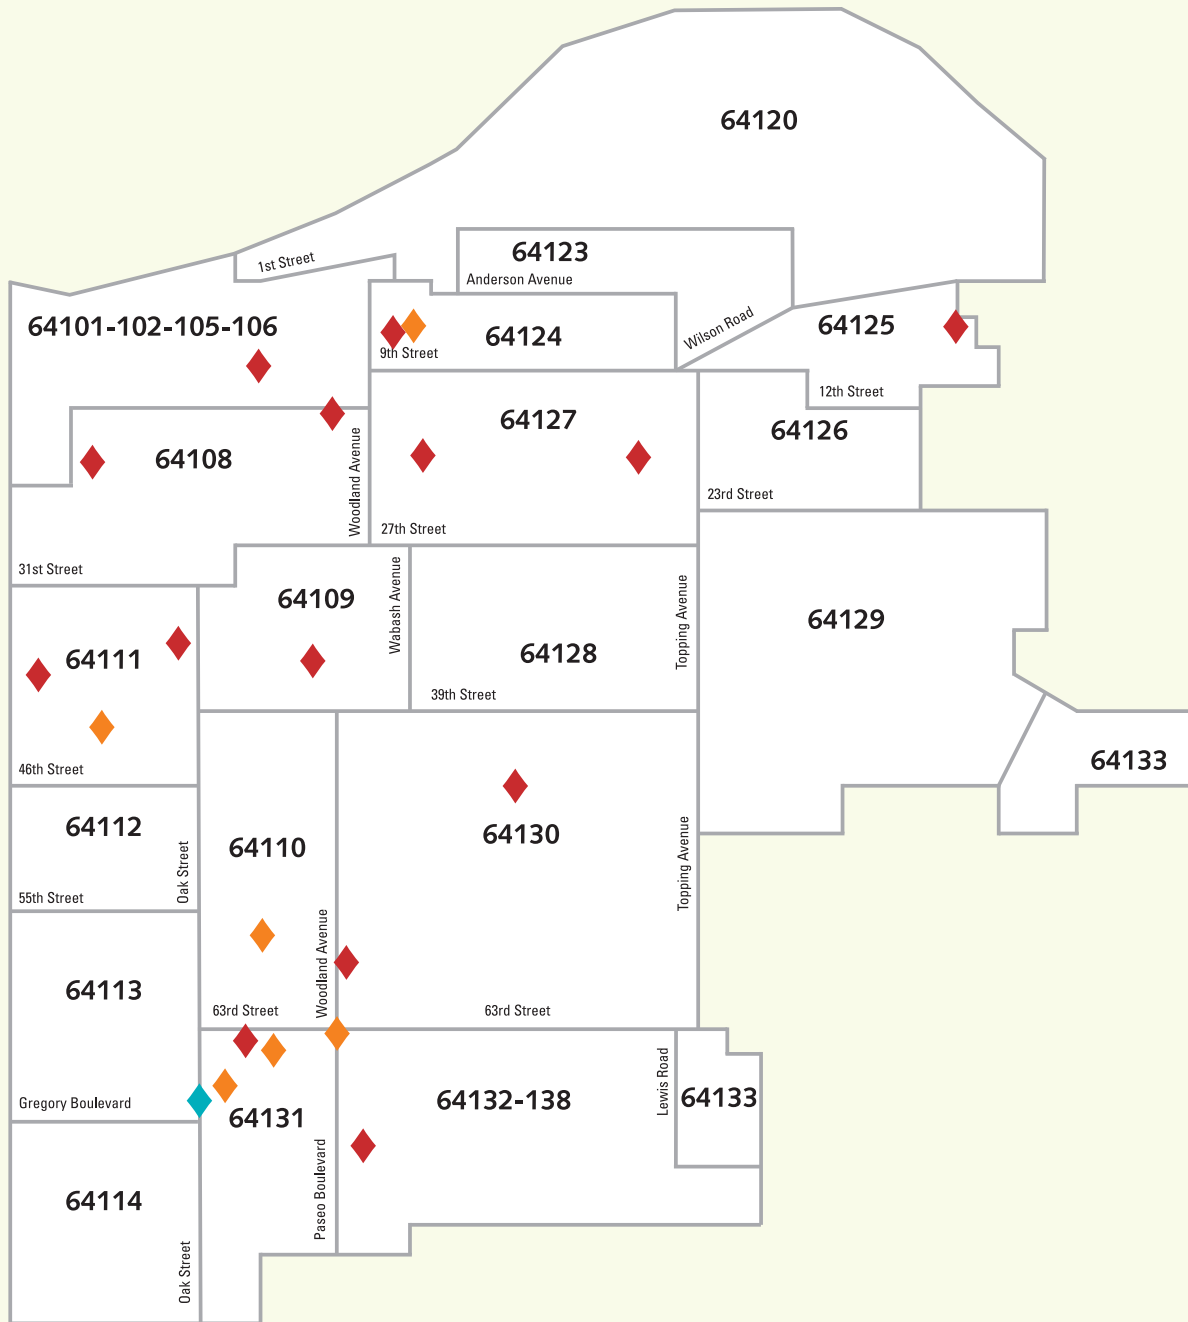 64120
64123
1st Street
Anderson Avenue
64101-102-105-106
64125
64124
Wilson Road
9th Street
12th Street
64127
64126
64108
Woodland Avenue
23rd Street
27th Street
31st Street
64109
Wabash Avenue
64129
64111
64128
Topping Avenue
39th Street
46th Street
64133
64112
64110
64130
Oak Street
Topping Avenue
55th Street
Woodland Avenue
64113
63rd Street
63rd Street
Gregory Boulevard
64131
64132-138
Lewis Road
64133
Paseo Boulevard
64114
Oak Street